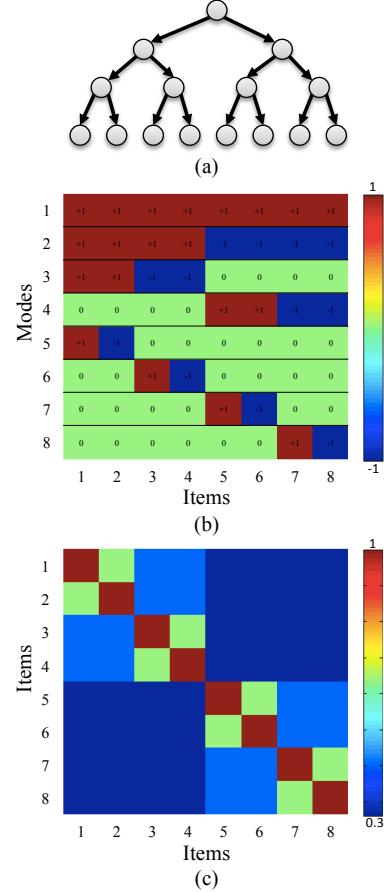 (a)
1
1 +1 +1 +1 +1 +1 +1 +1 +1
2 +1 +1 +1 +1 -1 -1 -1 -1
3 +1 +1 -1 -1 0 0 0 0
4 0 0 0 0 +1 +1 -1 -1
5 +1 -1 0 0 0 0 0 0
6 0 0 +1 -1 0 0 0 0
7 0 0 0 0 +1 -1 0 0
8 0 0 0 0 0 0 +1 -1
Modes
-1
1 2 3 4 5 6 7 8
Items
(b)
1
1
2
3
4
5
6
7
8
Items
0.3
1 2 3 4 5 6 7 8
Items
(c)